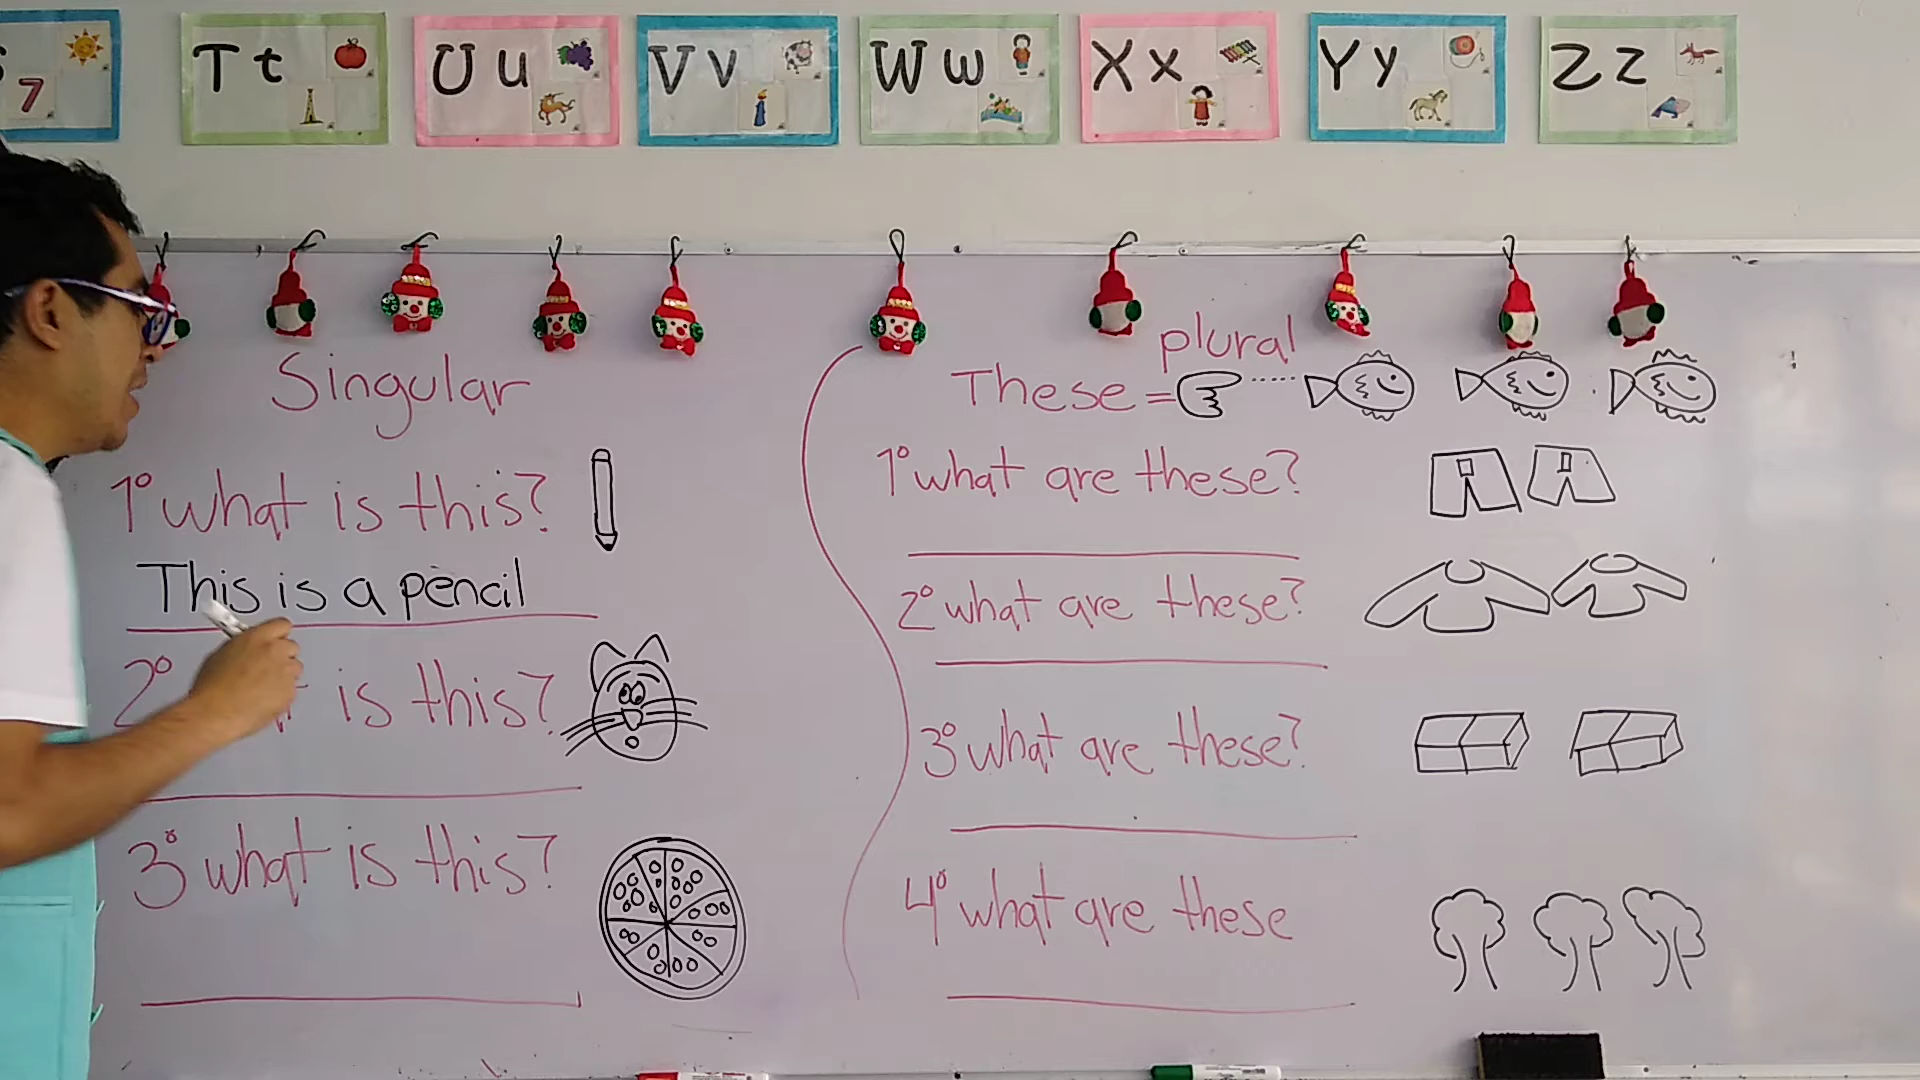 7
T t
U u
V v
W w
X x
Y y
Z z
Singular
1° what is this?
This is a pencil
2° is this?
3° what is this?
plural
These =
1° what are these?
2° what are these?
3° what are these?
4° what are these